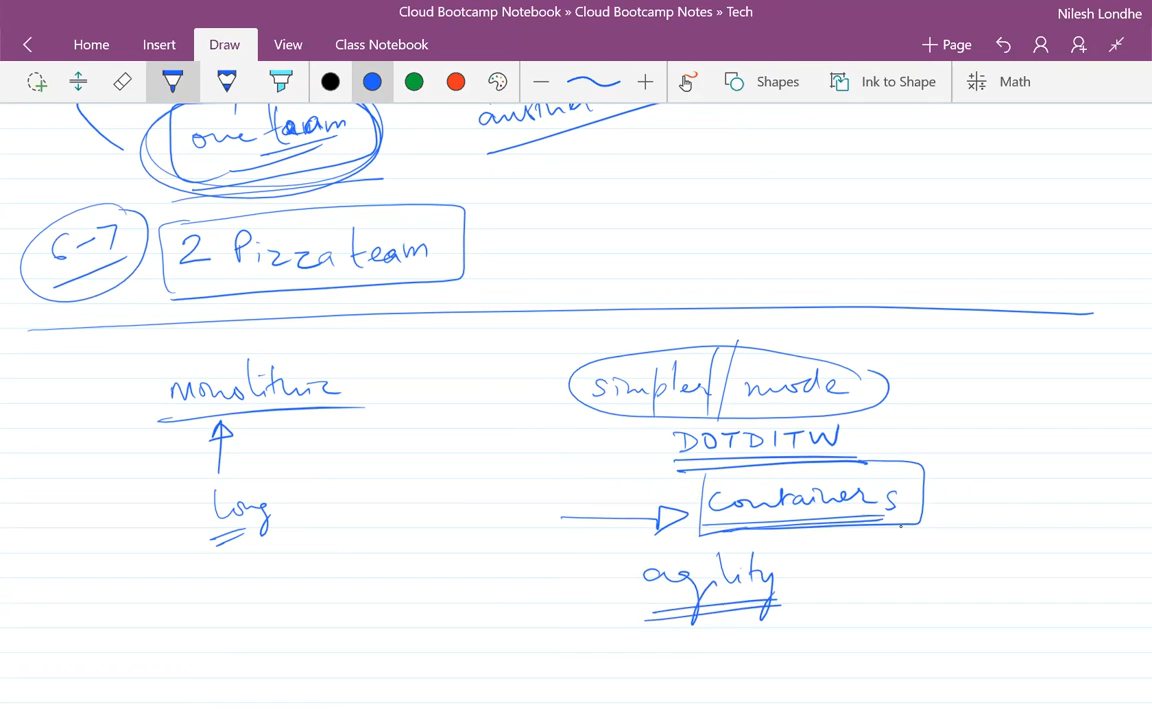 Cloud Bootcamp Notebook » Cloud Bootcamp Notes » Tech
Nilesh Londhe
Home Insert Draw View Class Notebook
Page
Shapes Ink to Shape Math
one team
6-7 2 Pizza team
monolithic
simpler / mode
DOTDITW
Long
containers
agility